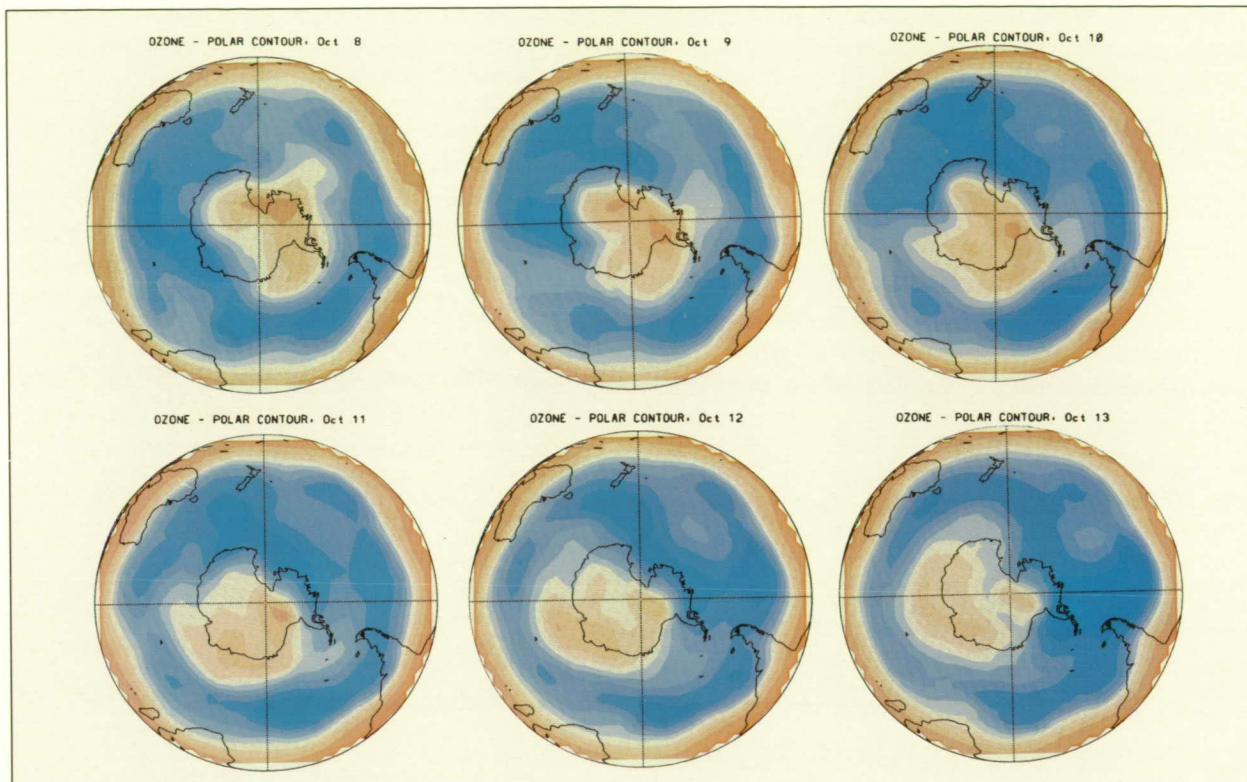 OZONE - POLAR CONTOUR, Oct 8
OZONE - POLAR CONTOUR, Oct 9
OZONE - POLAR CONTOUR, Oct 10
OZONE - POLAR CONTOUR, Oct 11
OZONE - POLAR CONTOUR, Oct 12
OZONE - POLAR CONTOUR, Oct 13